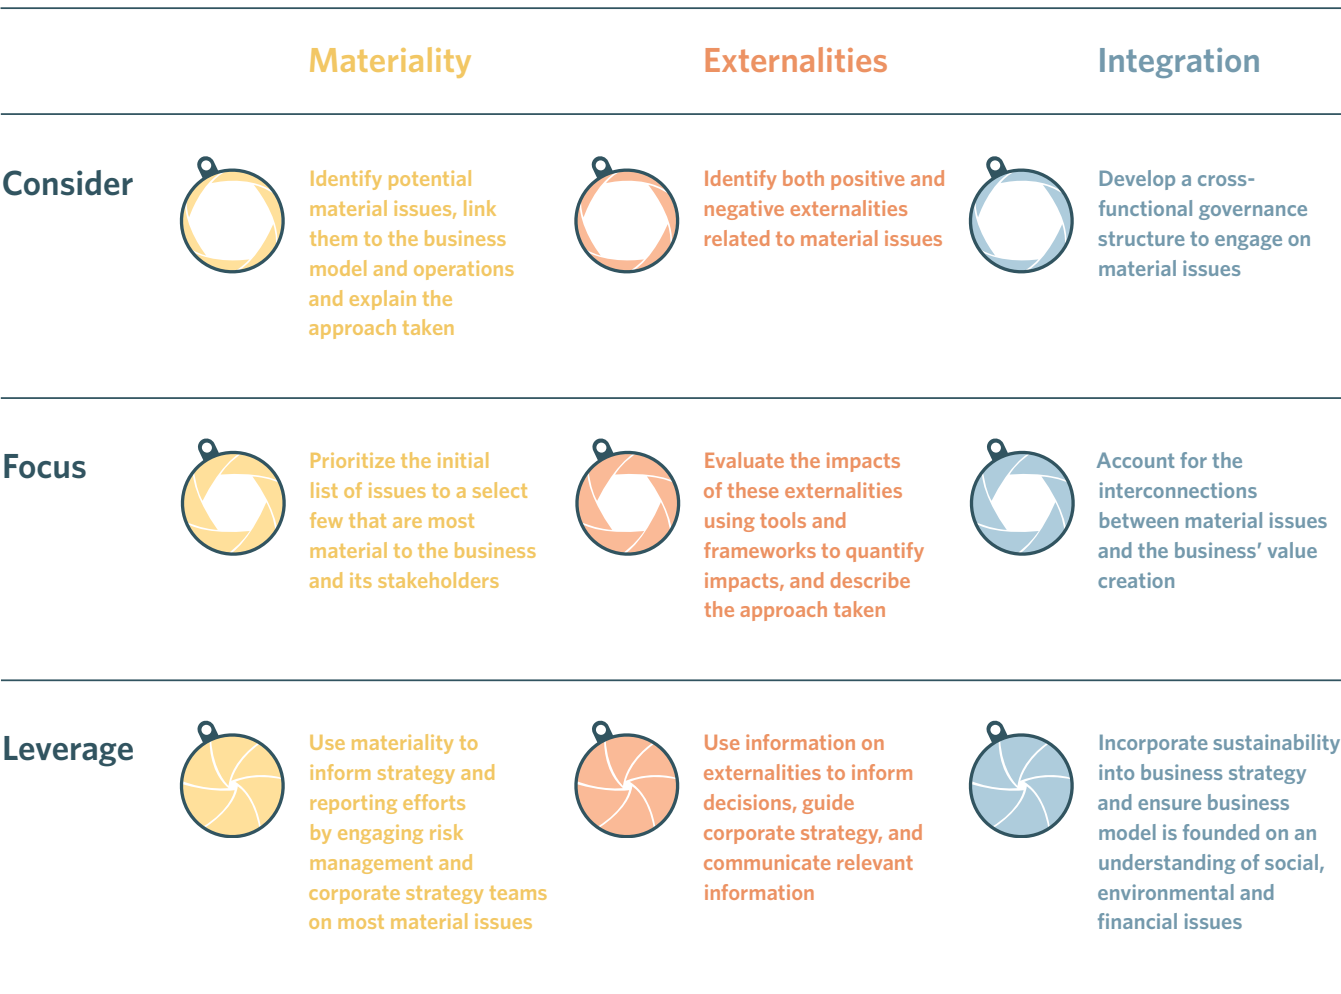 Materiality
Externalities
Integration
Consider
Identify potential
material issues, link
them to the business
model and operations
and explain the
approach taken
Identify both positive and
negative externalities
related to material issues
Develop a cross-
functional governance
structure to engage on
material issues
Focus
Prioritize the initial
list of issues to a select
few that are most
material to the business
and its stakeholders
Evaluate the impacts
of these externalities
using tools and
frameworks to quantify
impacts, and describe
the approach taken
Account for the
interconnections
between material issues
and the business’ value
creation
Leverage
Use materiality to
inform strategy and
reporting efforts
by engaging risk
management and
corporate strategy teams
on most material issues
Use information on
externalities to inform
decisions, guide
corporate strategy, and
communicate relevant
information
Incorporate sustainability
into business strategy
and ensure business
model is founded on an
understanding of social,
environmental and
financial issues